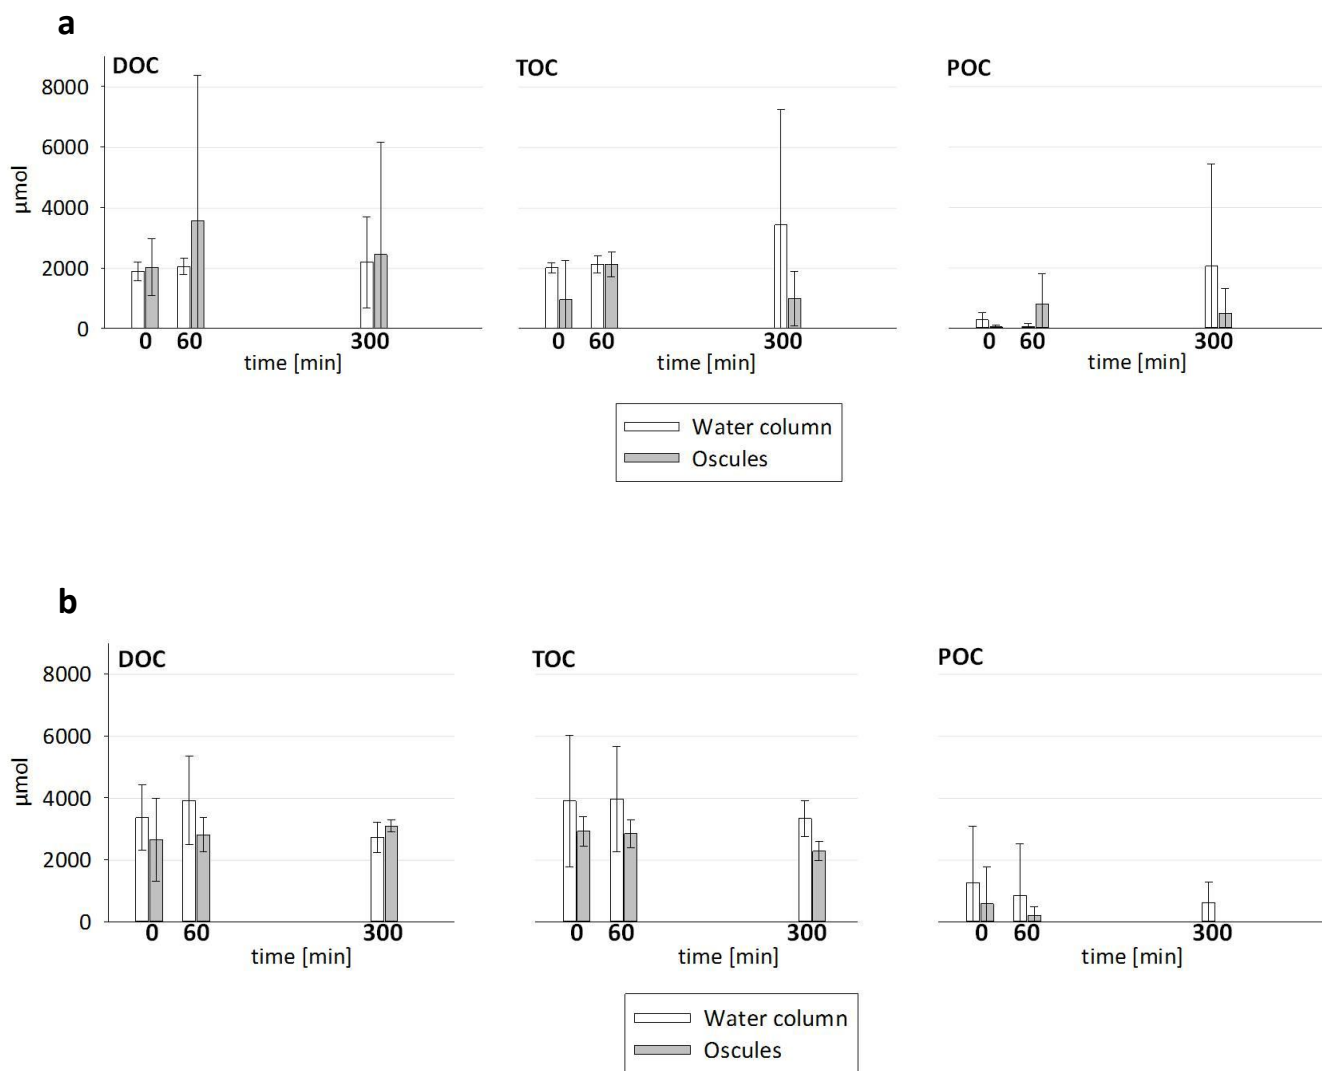 a
DOC
TOC
POC
8000
6000
4000
2000
0
μmol
0 60 300
time [min]
0 60 300
time [min]
0 60 300
time [min]
Water column
Oscules
b
DOC
TOC
POC
8000
6000
4000
2000
0
μmol
0 60 300
time [min]
0 60 300
time [min]
0 60 300
time [min]
Water column
Oscules